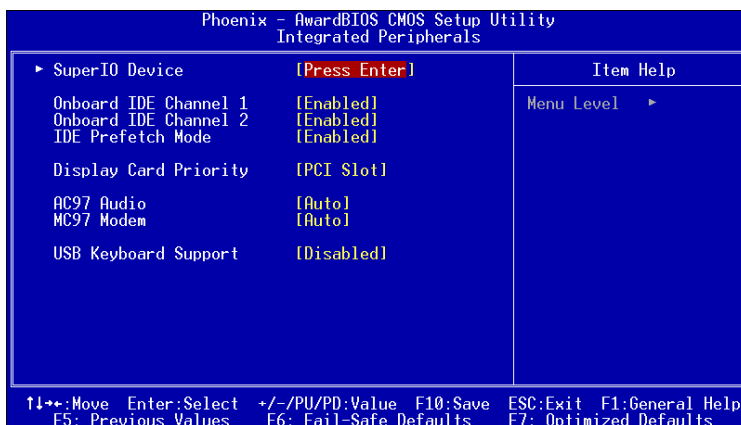 Phoenix - AwardBIOS CMOS Setup Utility
Integrated Peripherals
► SuperIO Device [Press Enter]
Item Help
Onboard IDE Channel 1 [Enabled]
Menu Level ►
Onboard IDE Channel 2 [Enabled]
IDE Prefetch Mode [Enabled]
Display Card Priority [PCI Slot]
AC97 Audio [Auto]
MC97 Modem [Auto]
USB Keyboard Support [Disabled]
↑↓→←:Move Enter:Select +/-/PU/PD:Value F10:Save ESC:Exit F1:General Help
F5: Previous Values F6: Fail-Safe Defaults F7: Optimized Defaults